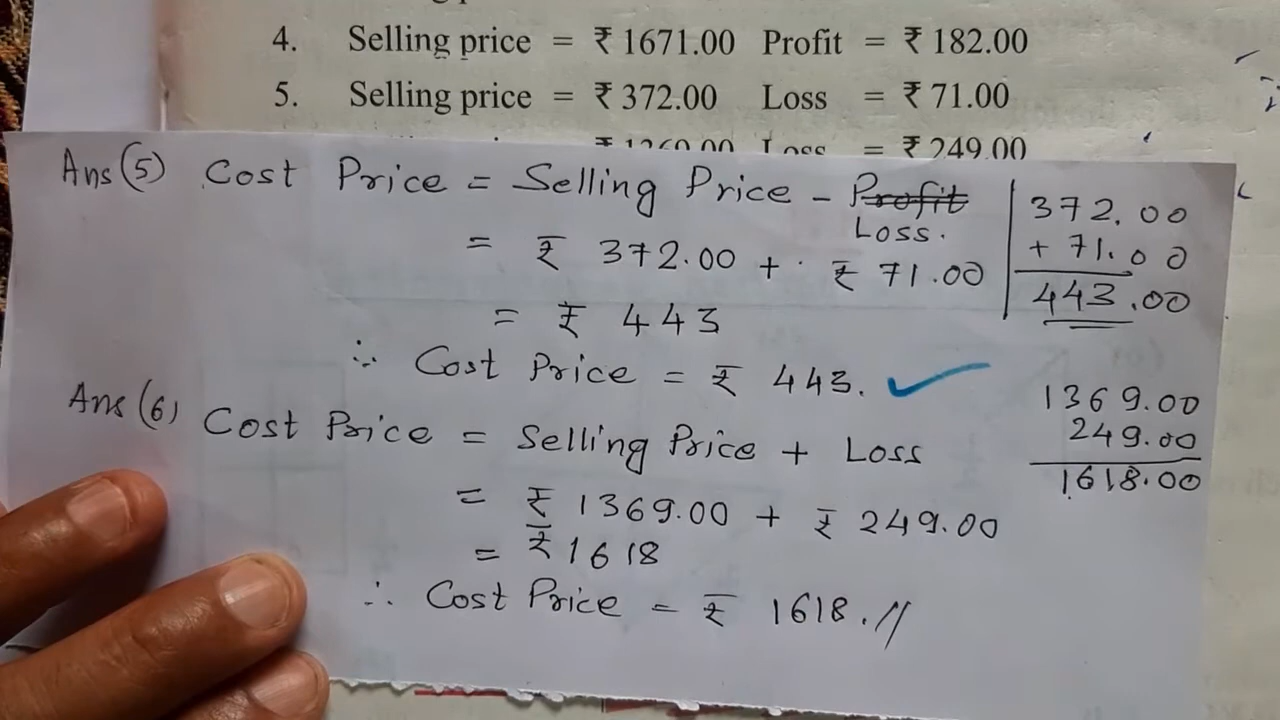 4. Selling price = ₹ 1671.00 Profit = ₹ 182.00
5. Selling price = ₹ 372.00 Loss = ₹ 71.00
Loss = ₹ 249.00
Ans (5) Cost Price = Selling Price - Profit
Loss.
= ₹ 372.00 + ₹ 71.00
= ₹ 443
∴ Cost Price = ₹ 443.
372.00
+ 71.00
443.00
Ans (6) Cost Price = Selling Price + Loss
= ₹ 1369.00 + ₹ 249.00
= ₹ 1618
∴ Cost Price = ₹ 1618.//
1369.00
249.00
1618.00